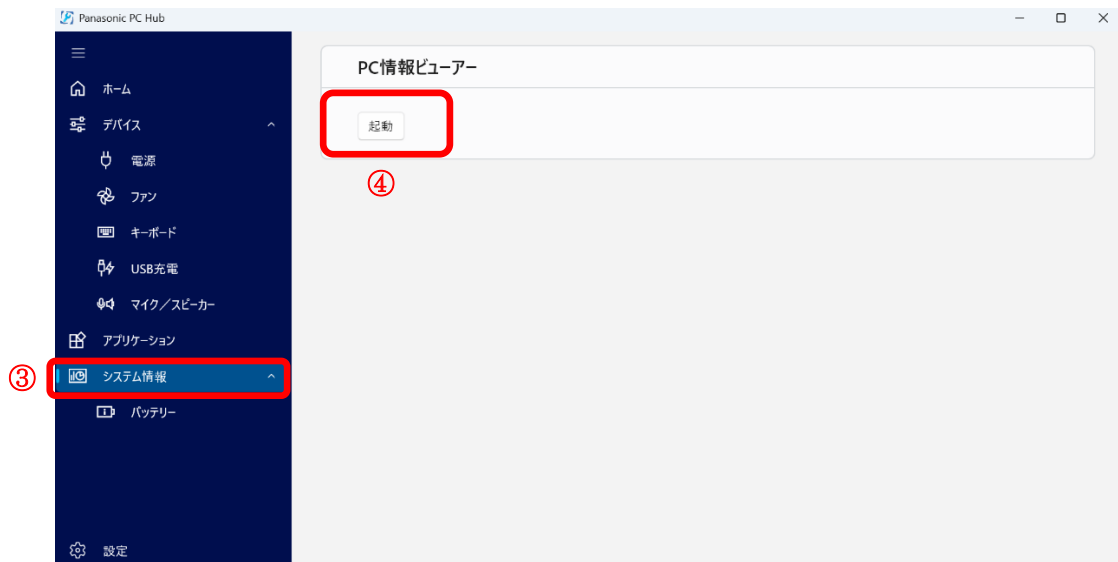 Panasonic PC Hub
ホーム
デバイス
電源
ファン
キーボード
USB充電
マイク／スピーカー
アプリケーション
③
システム情報
バッテリー
設定
PC情報ビューアー
起動
④